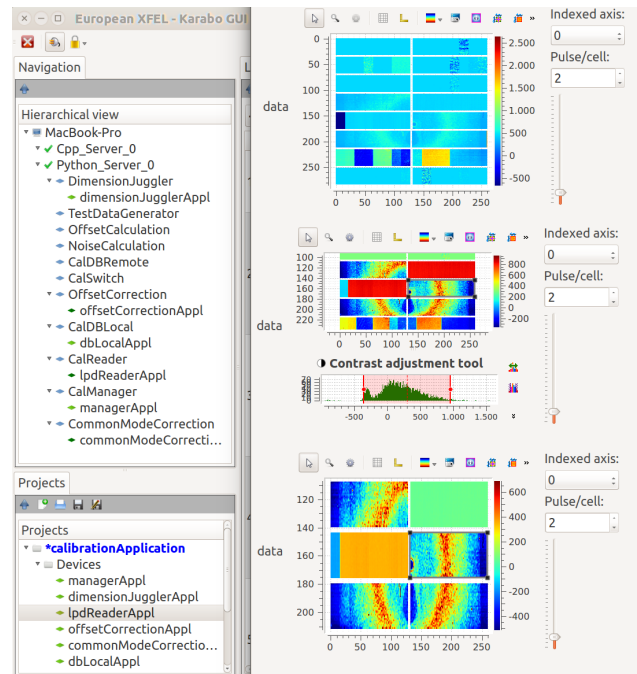 European XFEL - Karabo GUI
Navigation
Hierarchical view
MacBook-Pro
Cpp_Server_0
Python_Server_0
DimensionJuggler
dimensionJugglerAppl
TestDataGenerator
OffsetCalculation
NoiseCalculation
CalDBRemote
CalSwitch
OffsetCorrection
offsetCorrectionAppl
CalDBLocal
dbLocalAppl
CalReader
lpdReaderAppl
CalManager
managerAppl
CommonModeCorrection
commonModeCorrecti...
Projects
Projects
*calibrationApplication
Devices
managerAppl
dimensionJugglerAppl
lpdReaderAppl
offsetCorrectionAppl
commonModeCorrectio...
dbLocalAppl
»
Indexed axis:
0
Pulse/cell:
2
data
0
50
100
150
200
250
0 50 100 150 200 250
2.500
2.000
1.500
1.000
500
0
-500
»
Indexed axis:
0
Pulse/cell:
2
data
100
120
140
160
180
200
220
0 50 100 150 200 250
800
600
400
200
0
-200
Contrast adjustment tool
-500 0 500 1.000 1.500
»
Indexed axis:
0
Pulse/cell:
2
data
120
140
160
180
200
0 50 100 150 200 250
600
400
200
0
-200
-400